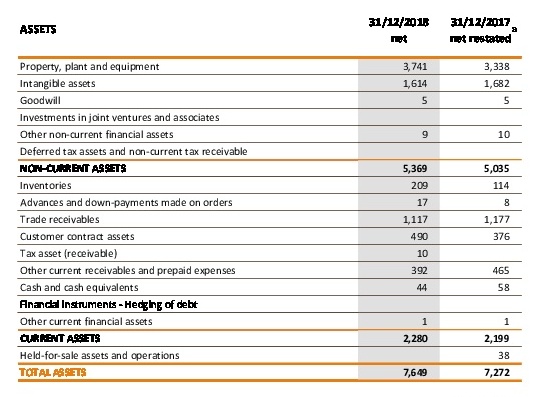 ASSETS 31/12/2018 net 31/12/2017 net restated a
Property, plant and equipment 3,741 3,338
Intangible assets 1,614 1,682
Goodwill 5 5
Investments in joint ventures and associates
Other non-current financial assets 9 10
Deferred tax assets and non-current tax receivable
NON-CURRENT ASSETS 5,369 5,035
Inventories 209 114
Advances and down-payments made on orders 17 8
Trade receivables 1,117 1,177
Customer contract assets 490 376
Tax asset (receivable) 10
Other current receivables and prepaid expenses 392 465
Cash and cash equivalents 44 58
Financial instruments - Hedging of debt
Other current financial assets 1 1
CURRENT ASSETS 2,280 2,199
Held-for-sale assets and operations 38
TOTAL ASSETS 7,649 7,272